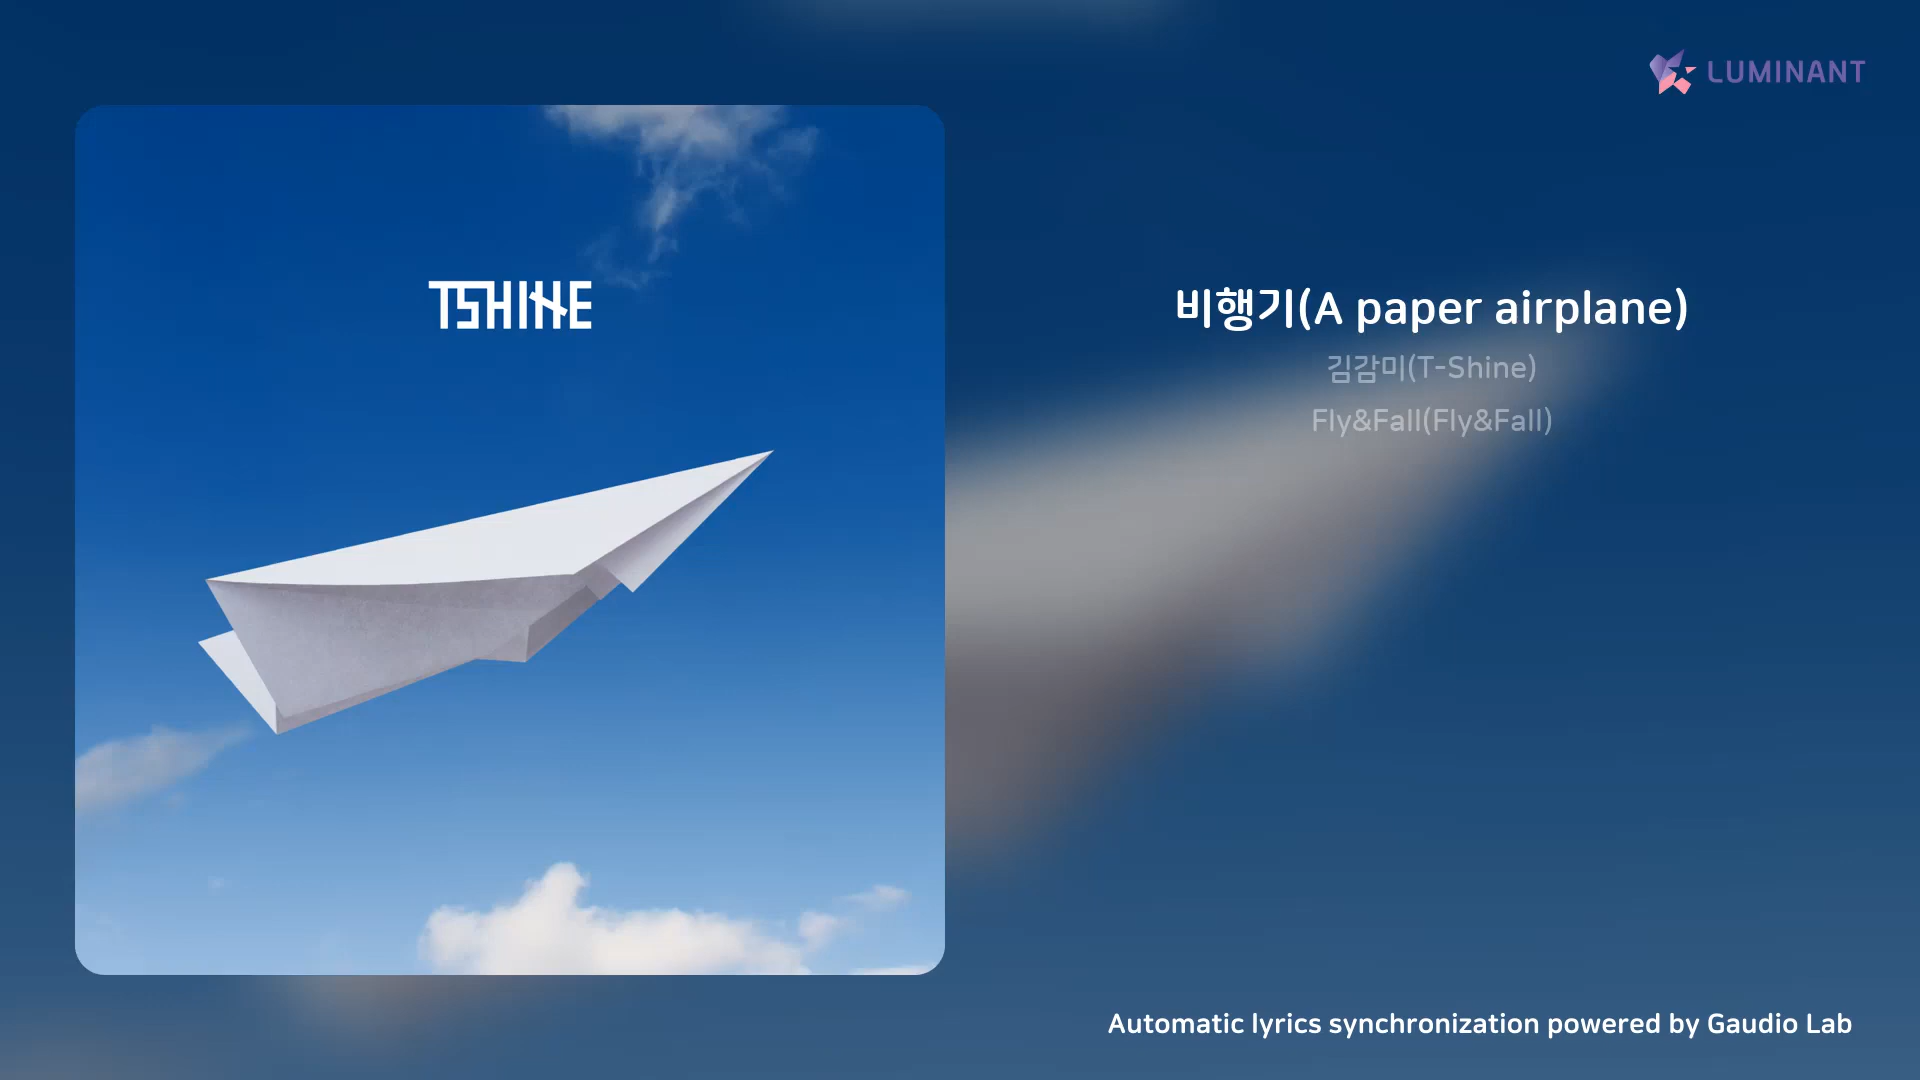 LUMINANT
TSHINE
비행기(A paper airplane)
김감미(T-Shine)
Fly&Fall(Fly&Fall)
Automatic lyrics synchronization powered by Gaudio Lab